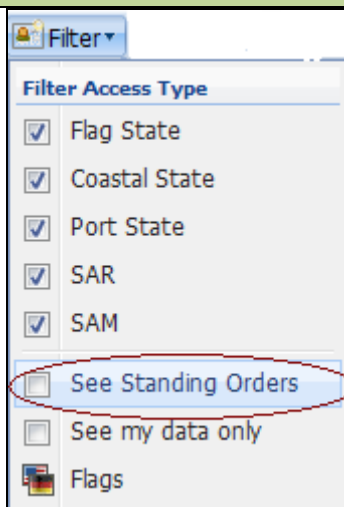 Filter
Filter Access Type
Flag State
Coastal State
Port State
SAR
SAM
See Standing Orders
See my data only
Flags